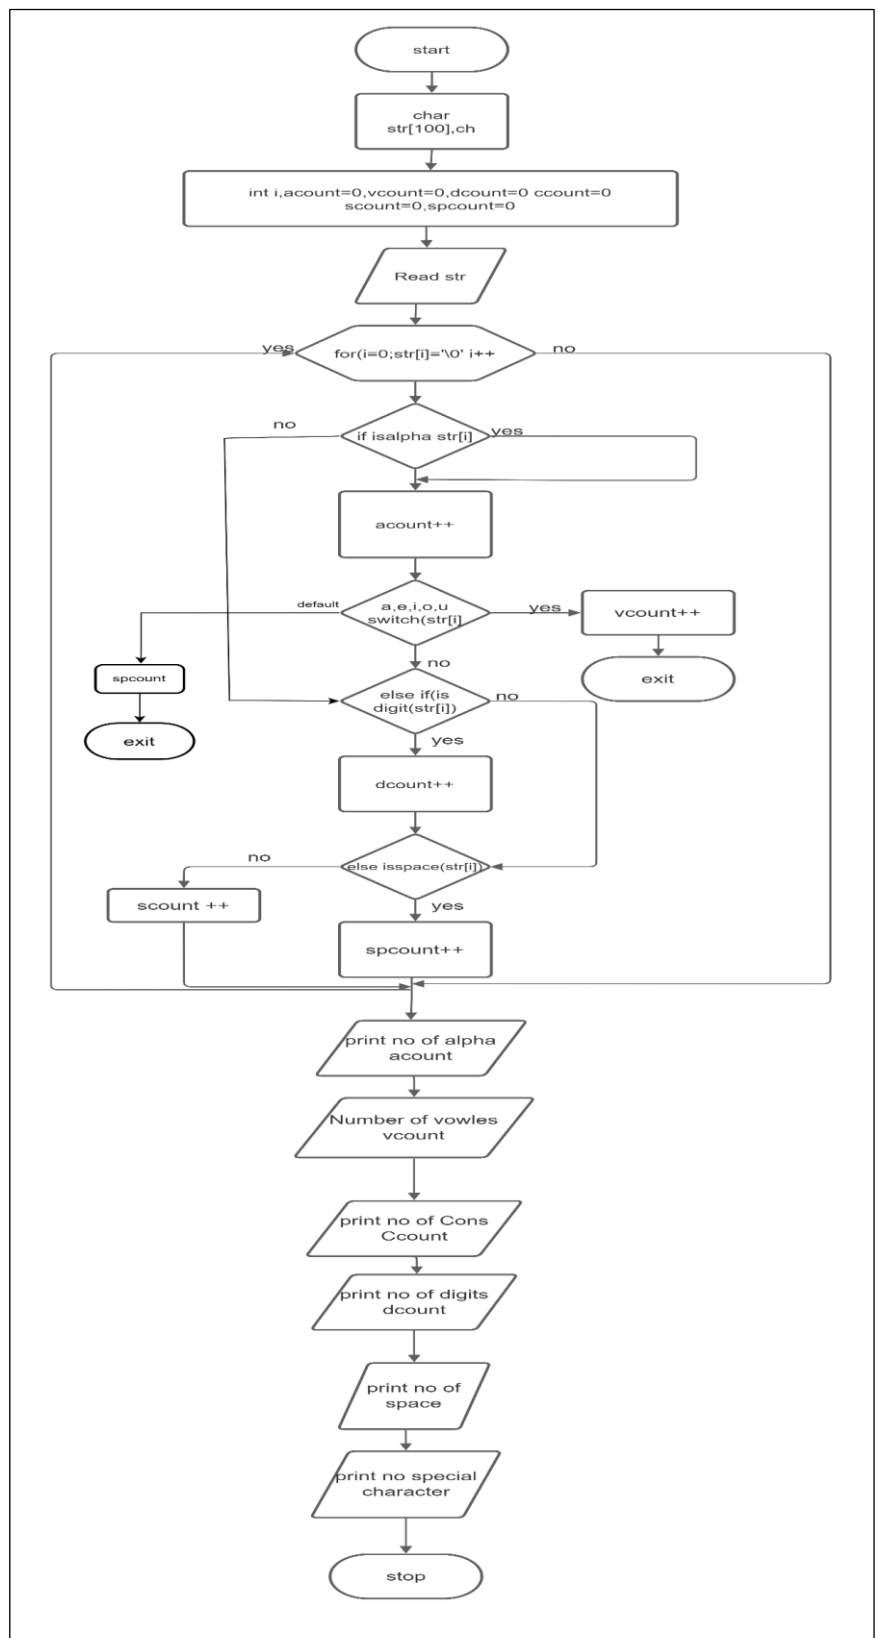 start
char
str[100],ch
int i,acount=0,vcount=0,dcount=0 ccount=0
scount=0,spcount=0
Read str
yes
for(i=0;str[i]='\0' i++
no
no
if isalpha str[i]
yes
acount++
default
a,e,i,o,u
switch(str[i]
yes
vcount++
no
spcount
exit
else if(is
digit(str[i])
no
exit
yes
dcount++
no
else isspace(str[i])
scount ++
yes
spcount++
print no of alpha
acount
Number of vowles
vcount
print no of Cons
Ccount
print no of digits
dcount
print no of
space
print no special
character
stop